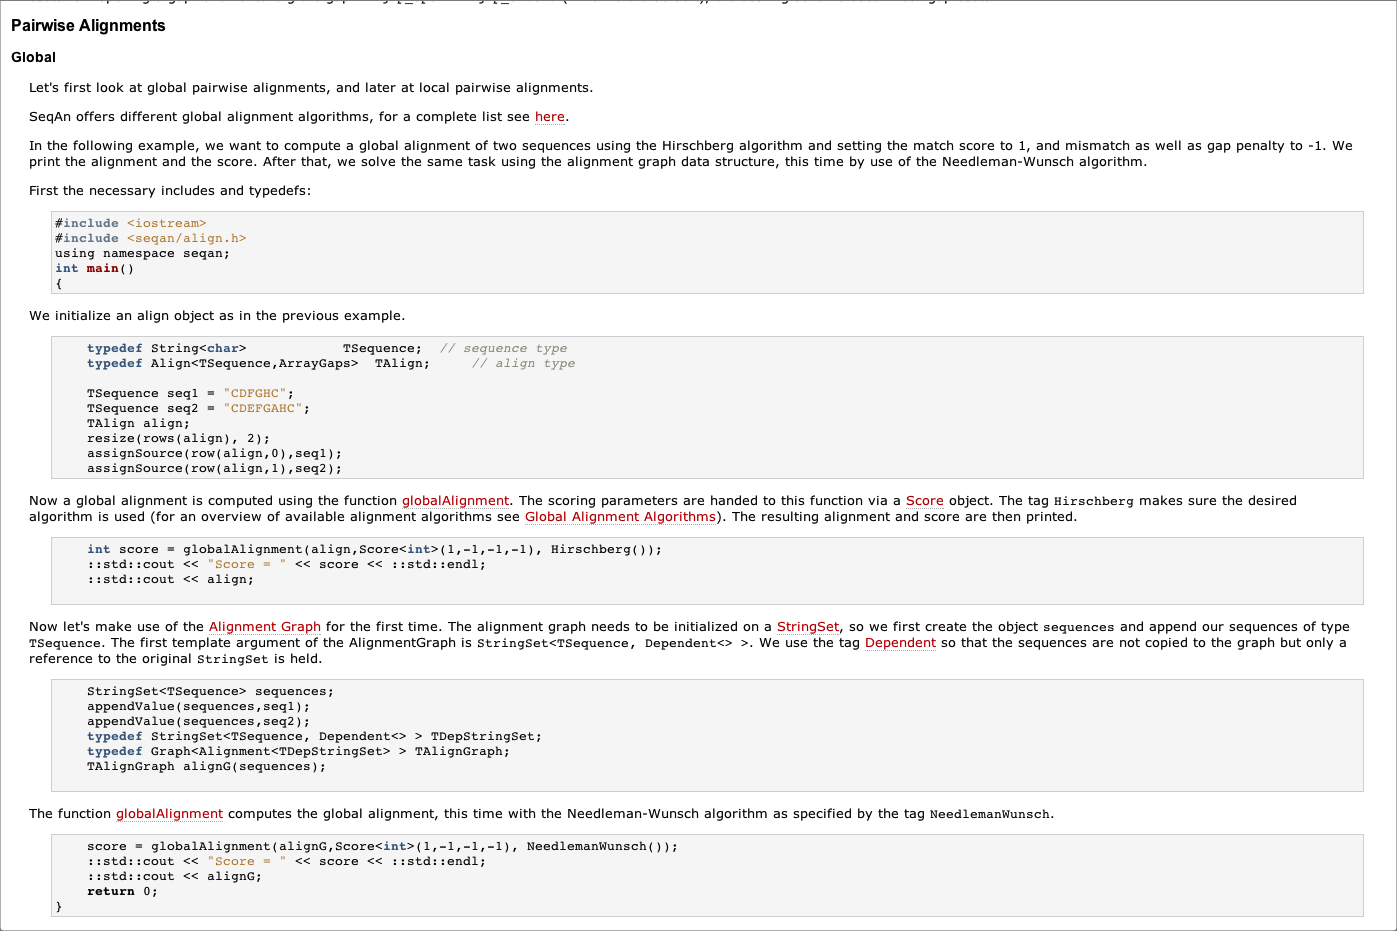 Pairwise Alignments
Global
Let's first look at global pairwise alignments, and later at local pairwise alignments.
SeqAn offers different global alignment algorithms, for a complete list see here.
In the following example, we want to compute a global alignment of two sequences using the Hirschberg algorithm and setting the match score to 1, and mismatch as well as gap penalty to -1. We
print the alignment and the score. After that, we solve the same task using the alignment graph data structure, this time by use of the Needleman-Wunsch algorithm.
First the necessary includes and typedefs:
#include <iostream>
#include <seqan/align.h>
using namespace seqan;
int main()
{
We initialize an align object as in the previous example.
typedef String<char>            TSequence;  // sequence type
typedef Align<TSequence,ArrayGaps>  TAlign;     // align type
TSequence seq1 = "CDFGHC";
TSequence seq2 = "CDEFGAHC";
TAlign align;
resize(rows(align), 2);
assignSource(row(align,0),seq1);
assignSource(row(align,1),seq2);
Now a global alignment is computed using the function globalAlignment. The scoring parameters are handed to this function via a Score object. The tag Hirschberg makes sure the desired
algorithm is used (for an overview of available alignment algorithms see Global Alignment Algorithms). The resulting alignment and score are then printed.
int score = globalAlignment(align,Score<int>(1,-1,-1,-1), Hirschberg());
::std::cout << "Score = " << score << ::std::endl;
::std::cout << align;
Now let's make use of the Alignment Graph for the first time. The alignment graph needs to be initialized on a StringSet, so we first create the object sequences and append our sequences of type
TSequence. The first template argument of the AlignmentGraph is StringSet<TSequence, Dependent<> >. We use the tag Dependent so that the sequences are not copied to the graph but only a
reference to the original StringSet is held.
StringSet<TSequence> sequences;
appendValue(sequences,seq1);
appendValue(sequences,seq2);
typedef StringSet<TSequence, Dependent<> > TDepStringSet;
typedef Graph<Alignment<TDepStringSet> > TAlignGraph;
TAlignGraph alignG(sequences);
The function globalAlignment computes the global alignment, this time with the Needleman-Wunsch algorithm as specified by the tag NeedlemanWunsch.
score = globalAlignment(alignG,Score<int>(1,-1,-1,-1), NeedlemanWunsch());
::std::cout << "Score = " << score << ::std::endl;
::std::cout << alignG;
return 0;
}